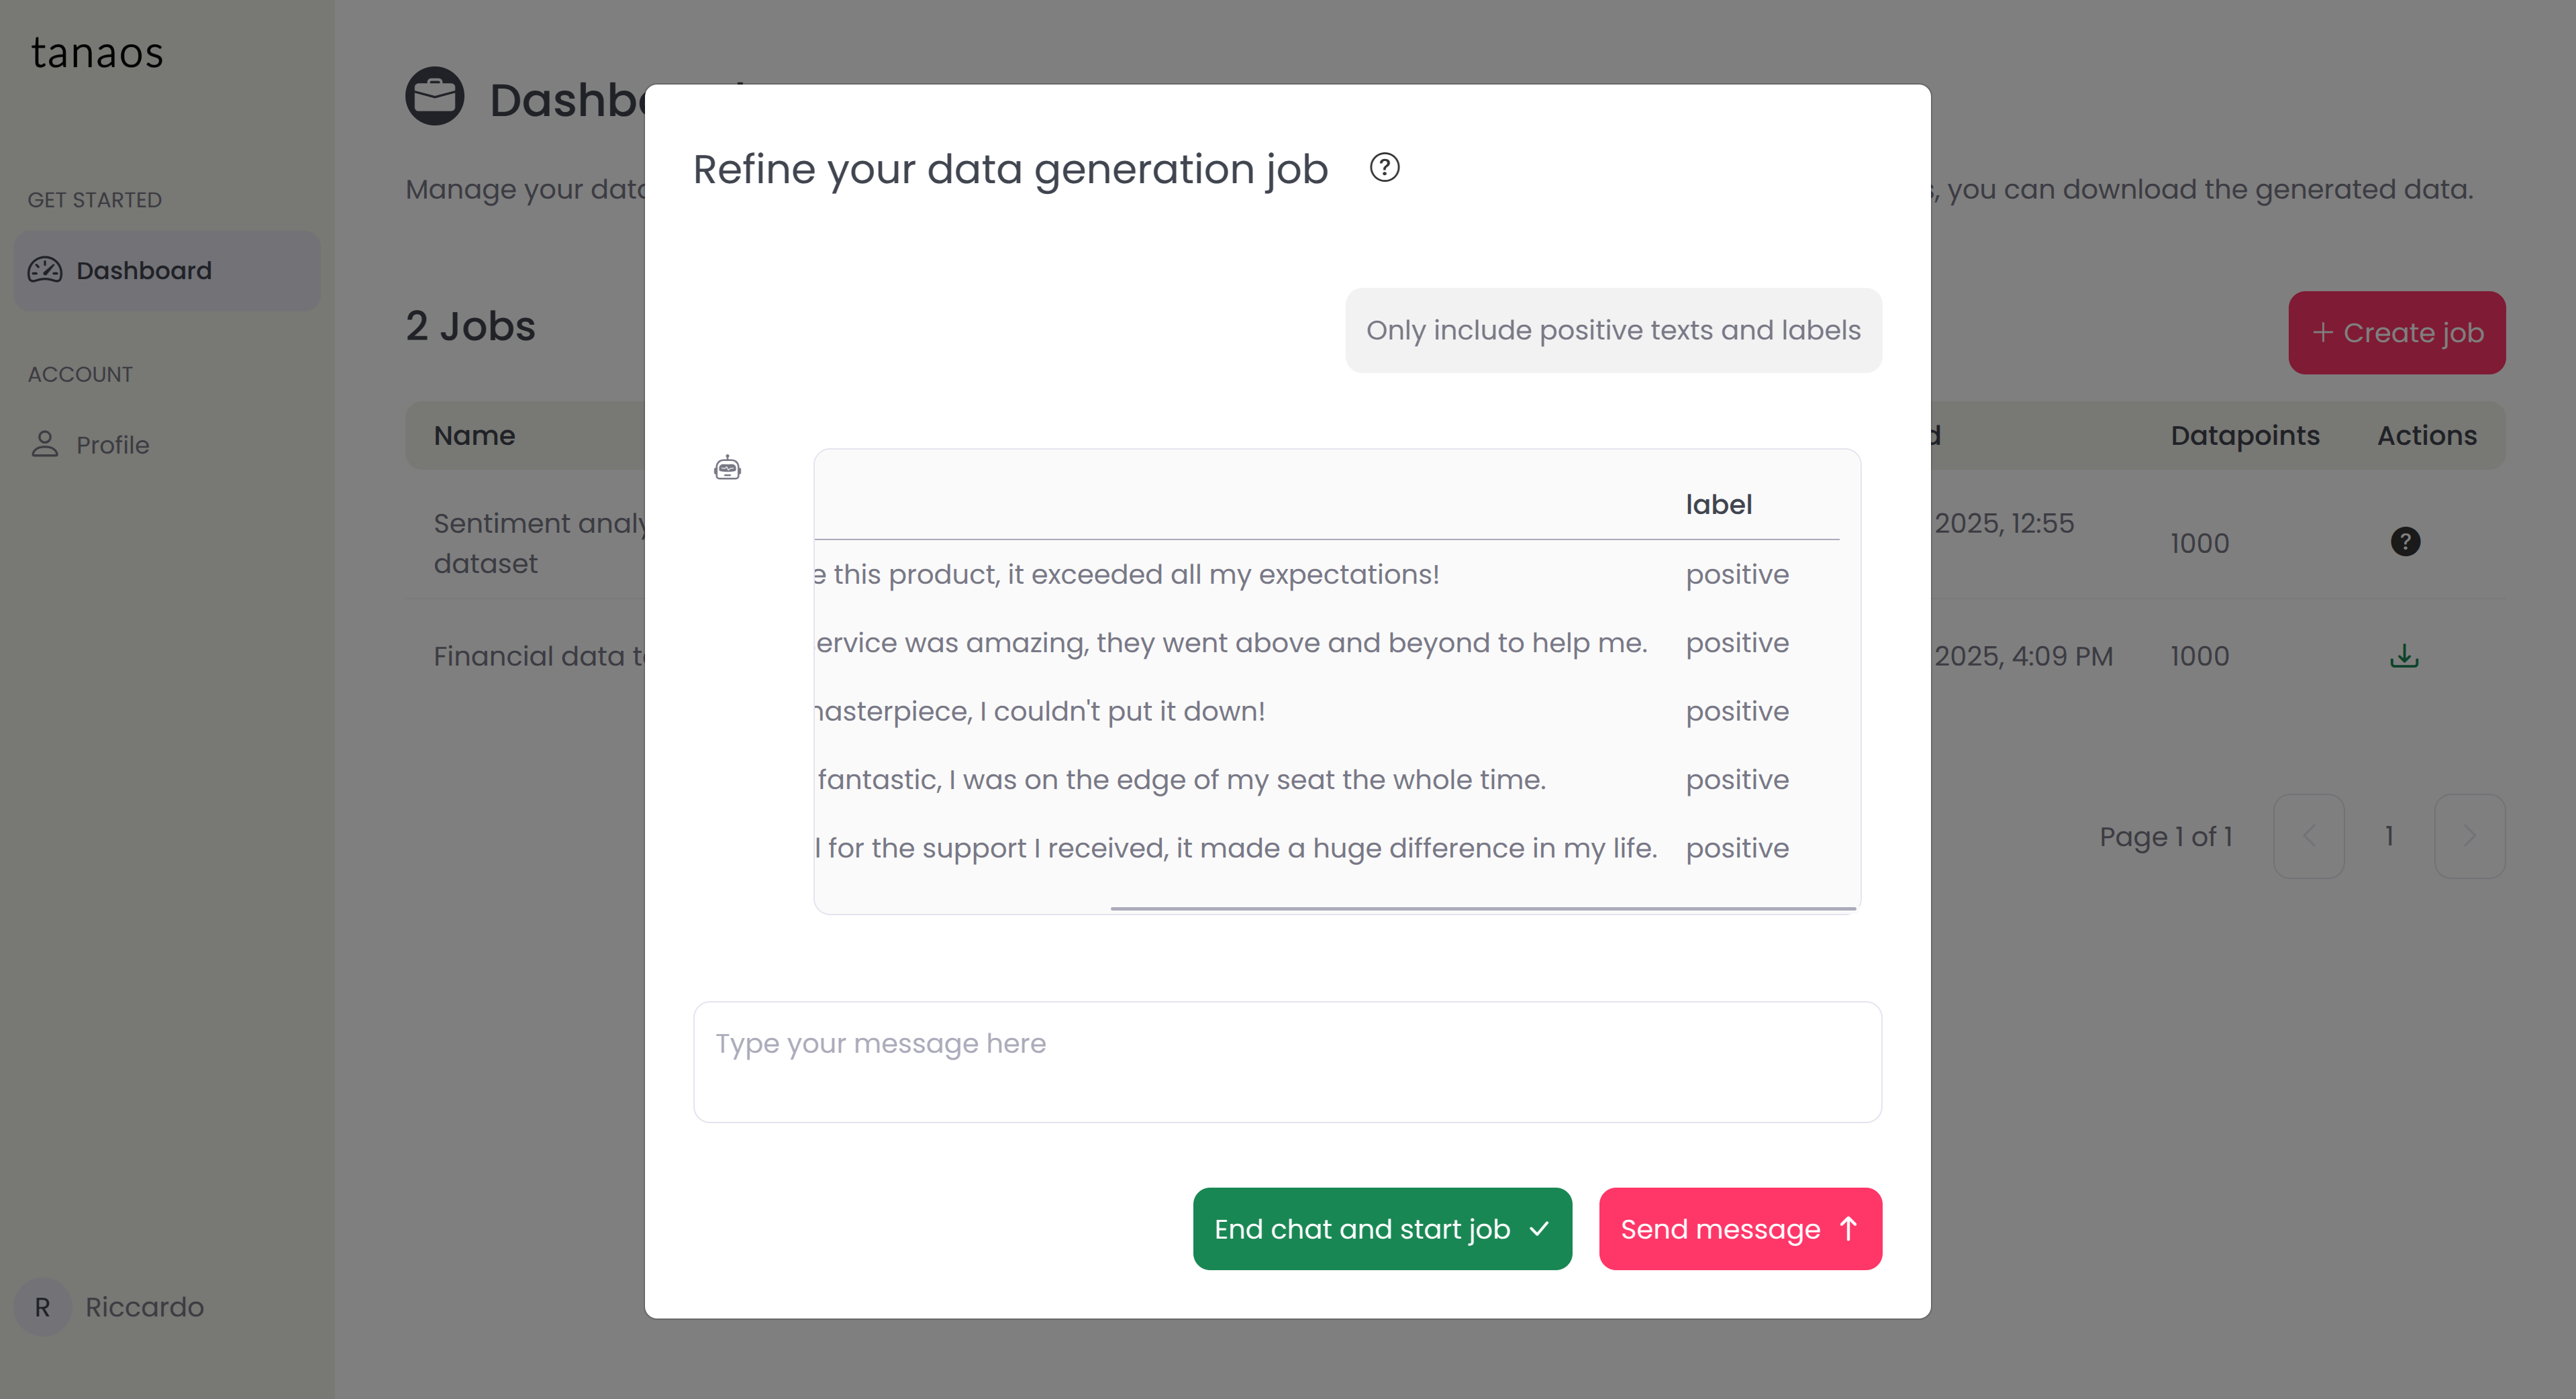 tanaos
GET STARTED
Dashboard
ACCOUNT
Profile
R Riccardo
Manage your
, you can download the generated data.
2 Jobs
+ Create job
Name Datapoints Actions
Sentiment 2025, 12:55 1000 ?
dataset
Financial data 2025, 4:09 PM 1000
Page 1 of 1 < 1 >
Refine your data generation job ?
Only include positive texts and labels
label
this product, it exceeded all my expectations! positive
ervice was amazing, they went above and beyond to help me. positive
asterpiece, I couldn't put it down! positive
fantastic, I was on the edge of my seat the whole time. positive
l for the support I received, it made a huge difference in my life. positive
Type your message here
End chat and start job
Send message